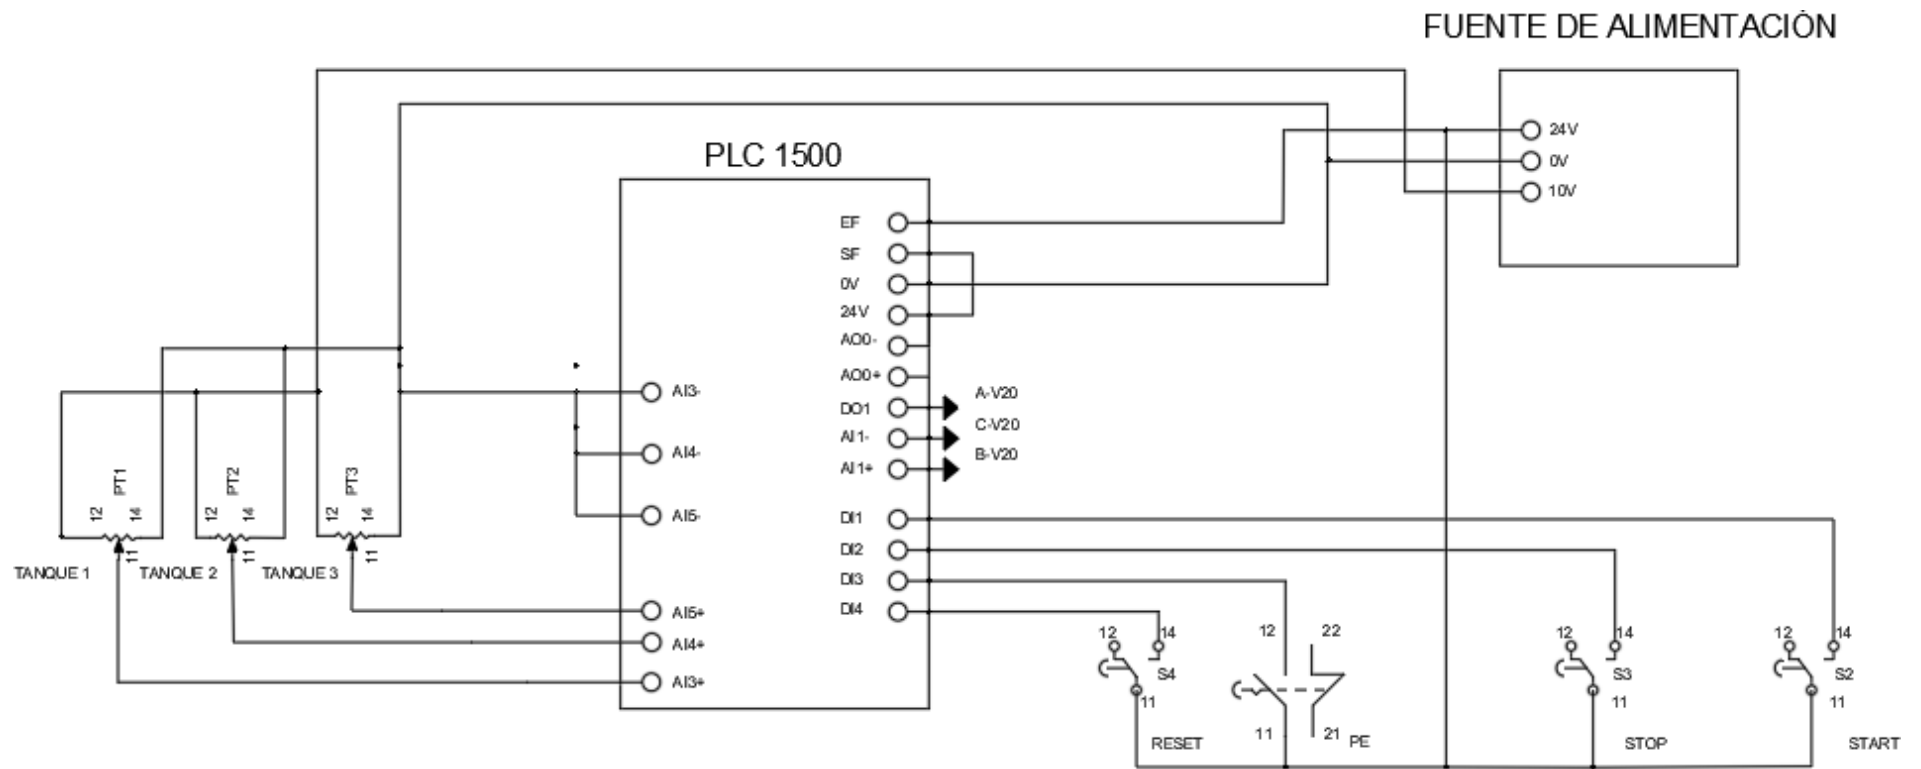 FUENTE DE ALIMENTACIÓN
24V
0V
10V
PLC 1500
EF
SF
0V
24V
AO0-
AO0+
DO1
AI1-
AI1+
DI1
DI2
DI3
DI4
A-V20
C-V20
B-V20
AI3-
AI4-
AI5-
AI5+
AI4+
AI3+
12 PT1 14 11
TANQUE 1
12 PT2 14 11
TANQUE 2
12 PT3 14 11
TANQUE 3
12 14
S4
11
RESET
12 22
11 21 PE
12 14
S3
11
STOP
12 14
S2
11
START